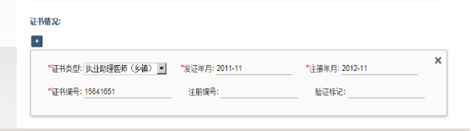 证书情况:
+
*证书类型: 执业助理医师（乡镇） *发证年月: 2011-11 *注册年月: 2012-11
*证书编号: 15641651 注册编号: 验证标记: